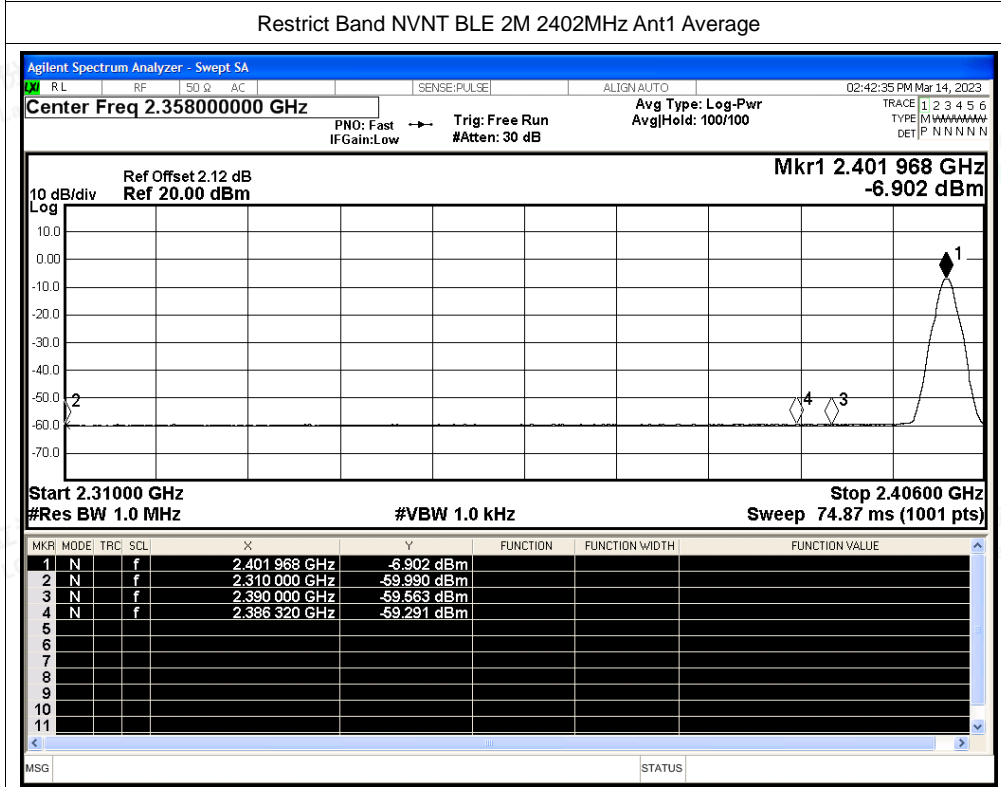 Restrict Band NVNT BLE 2M 2402MHz Ant1 Average
Agilent Spectrum Analyzer - Swept SA
LXI RL RF 50 Ω AC SENSE:PULSE ALIGN AUTO 02:42:35 PM Mar 14, 2023
Center Freq 2.358000000 GHz Avg Type: Log-Pwr TRACE 1 2 3 4 5 6
PNO: Fast Trig: Free Run Avg|Hold: 100/100 TYPE M WWWWW
IFGain:Low #Atten: 30 dB DET P N N N N N
Mkr1 2.401 968 GHz
Ref Offset 2.12 dB
10 dB/div Ref 20.00 dBm -6.902 dBm
Log
10.0
0.00
1
-10.0
-20.0
-30.0
-40.0
-50.0
2 4 3
-60.0
-70.0
Start 2.31000 GHz Stop 2.40600 GHz
#Res BW 1.0 MHz #VBW 1.0 kHz Sweep 74.87 ms (1001 pts)
MKR MODE TRC SCL X Y FUNCTION FUNCTION WIDTH FUNCTION VALUE
1 N f 2.401 968 GHz -6.902 dBm
2 N f 2.310 000 GHz -59.990 dBm
3 N f 2.390 000 GHz -59.563 dBm
4 N f 2.386 320 GHz -59.291 dBm
5
6
7
8
9
10
11
MSG STATUS